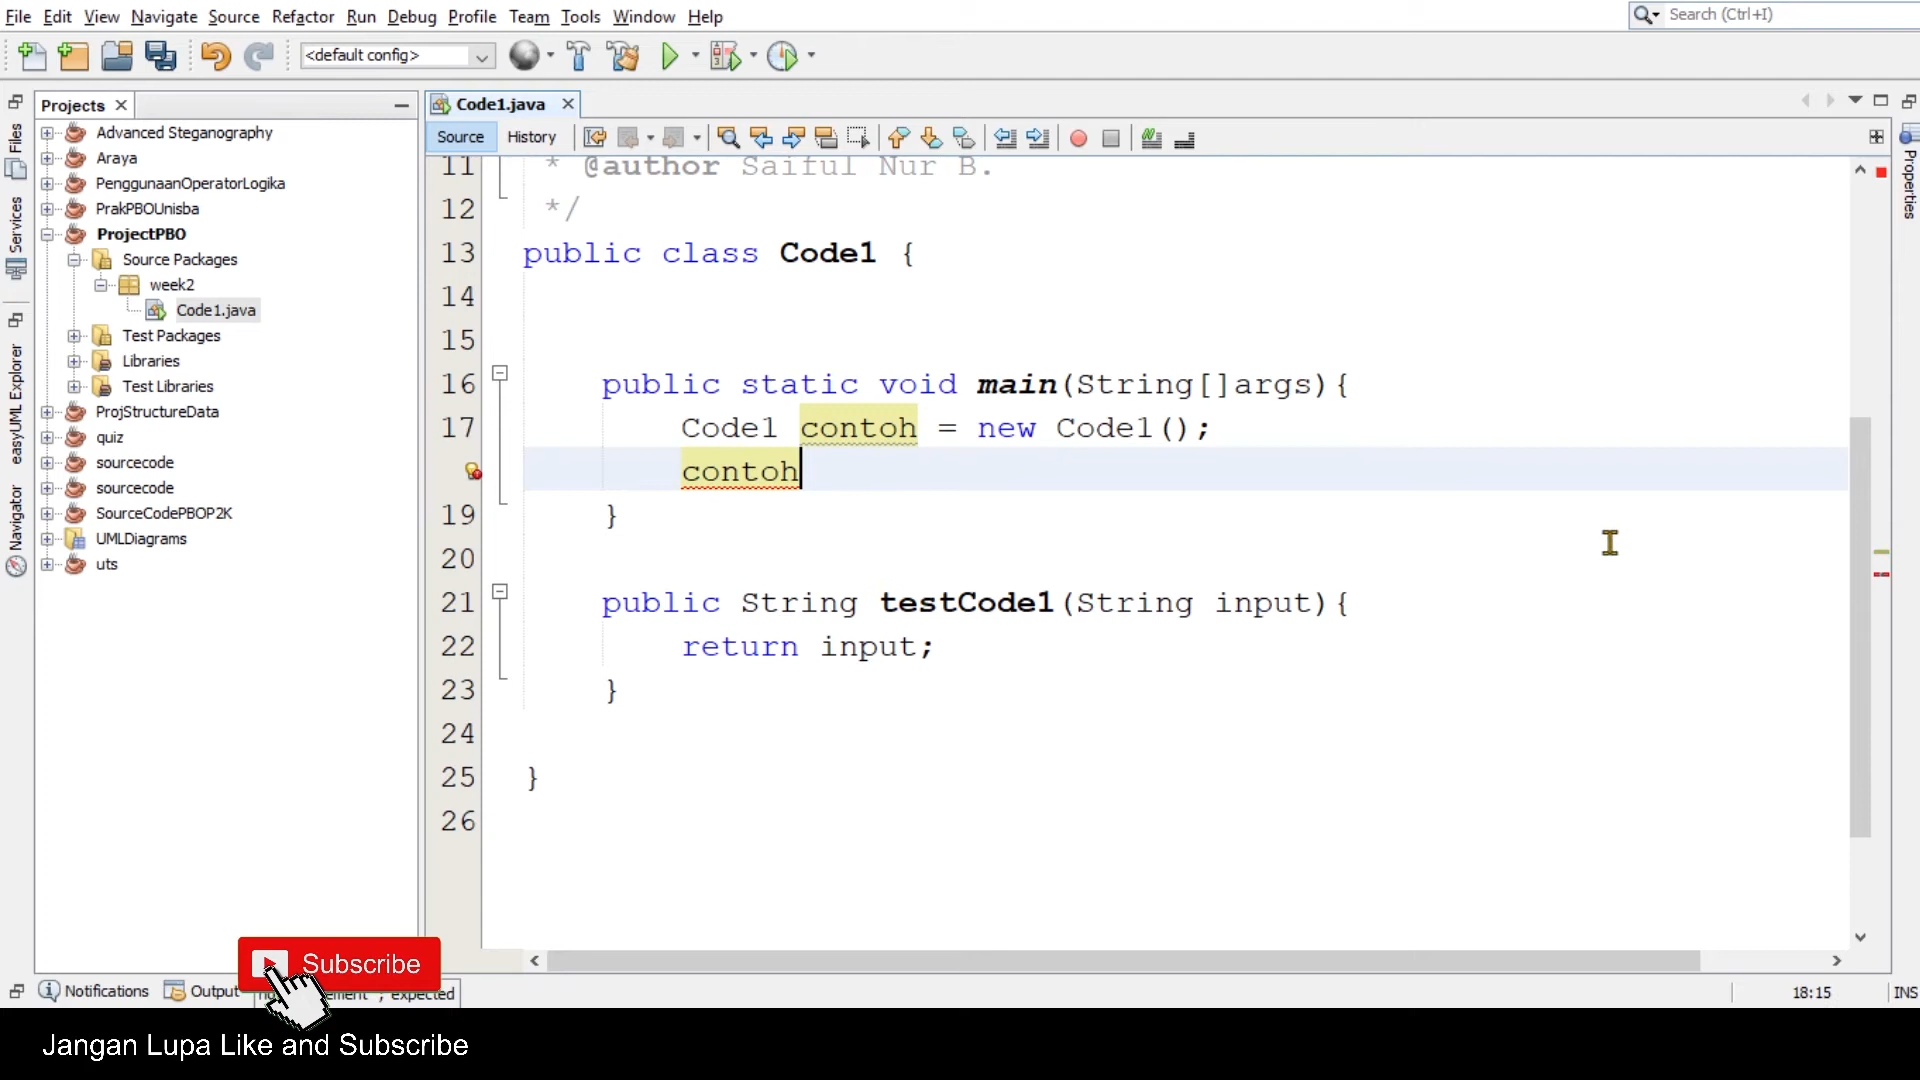 File Edit View Navigate Source Refactor Run Debug Profile Team Tools Window Help
Search (Ctrl+I)
<default config>
Files
Services
easyUML Explorer
Navigator
Projects
Advanced Steganography
Araya
PenggunaanOperatorLogika
PrakPBOUnisba
ProjectPBO
Source Packages
week2
Code1.java
Test Packages
Libraries
Test Libraries
ProjStructureData
quiz
sourcecode
sourcecode
SourceCodePBOP2K
UMLDiagrams
uts
Code1.java
Source History
Properties
11 * @author Saiful Nur B.
12 */
13 public class Code1 {
14
15
16 public static void main(String[]args){
17 Code1 contoh = new Code1();
contoh
19 }
20
21 public String testCode1(String input){
22 return input;
23 }
24
25 }
26
Subscribe
Notifications Output
';' expected
18:15 INS
Jangan Lupa Like and Subscribe